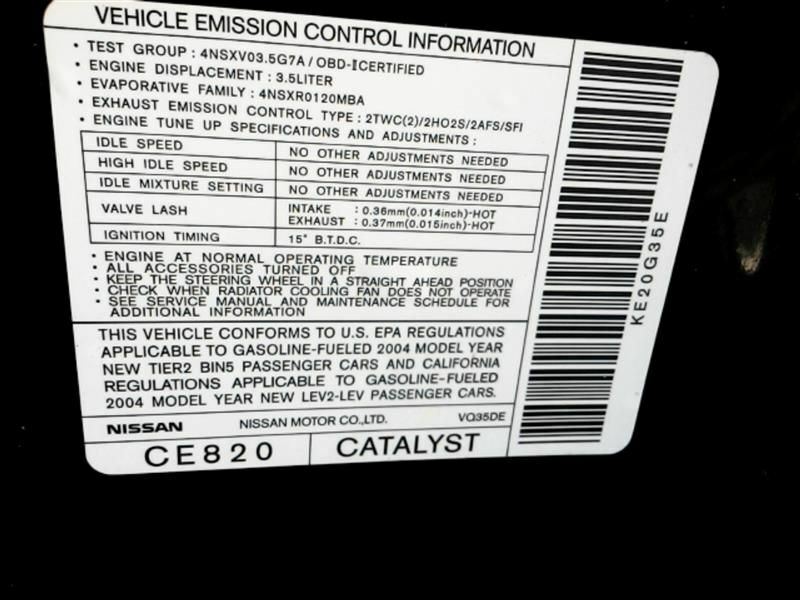 VEHICLE EMISSION CONTROL INFORMATION
• TEST GROUP : 4NSXV03.5G7A / OBD-ⅡCERTIFIED
• ENGINE DISPLACEMENT : 3.5LITER
• EVAPORATIVE FAMILY : 4NSXR0120MBA
• EXHAUST EMISSION CONTROL TYPE : 2TWC(2)/2HO2S/2AFS/SFI
• ENGINE TUNE UP SPECIFICATIONS AND ADJUSTMENTS :
IDLE SPEED NO OTHER ADJUSTMENTS NEEDED
HIGH IDLE SPEED NO OTHER ADJUSTMENTS NEEDED
IDLE MIXTURE SETTING NO OTHER ADJUSTMENTS NEEDED
VALVE LASH INTAKE : 0.36mm(0.014inch)-HOT
EXHAUST : 0.37mm(0.015inch)-HOT
IGNITION TIMING 15° B.T.D.C.
• ENGINE AT NORMAL OPERATING TEMPERATURE
• ALL ACCESSORIES TURNED OFF
• KEEP THE STEERING WHEEL IN A STRAIGHT AHEAD POSITION
• CHECK WHEN RADIATOR COOLING FAN DOES NOT OPERATE
• SEE SERVICE MANUAL AND MAINTENANCE SCHEDULE FOR
ADDITIONAL INFORMATION
THIS VEHICLE CONFORMS TO U.S. EPA REGULATIONS
APPLICABLE TO GASOLINE-FUELED 2004 MODEL YEAR
NEW TIER2 BIN5 PASSENGER CARS AND CALIFORNIA
REGULATIONS APPLICABLE TO GASOLINE-FUELED
2004 MODEL YEAR NEW LEV2-LEV PASSENGER CARS.
NISSAN NISSAN MOTOR CO.,LTD. VQ35DE
CE820 CATALYST
KE20G35E